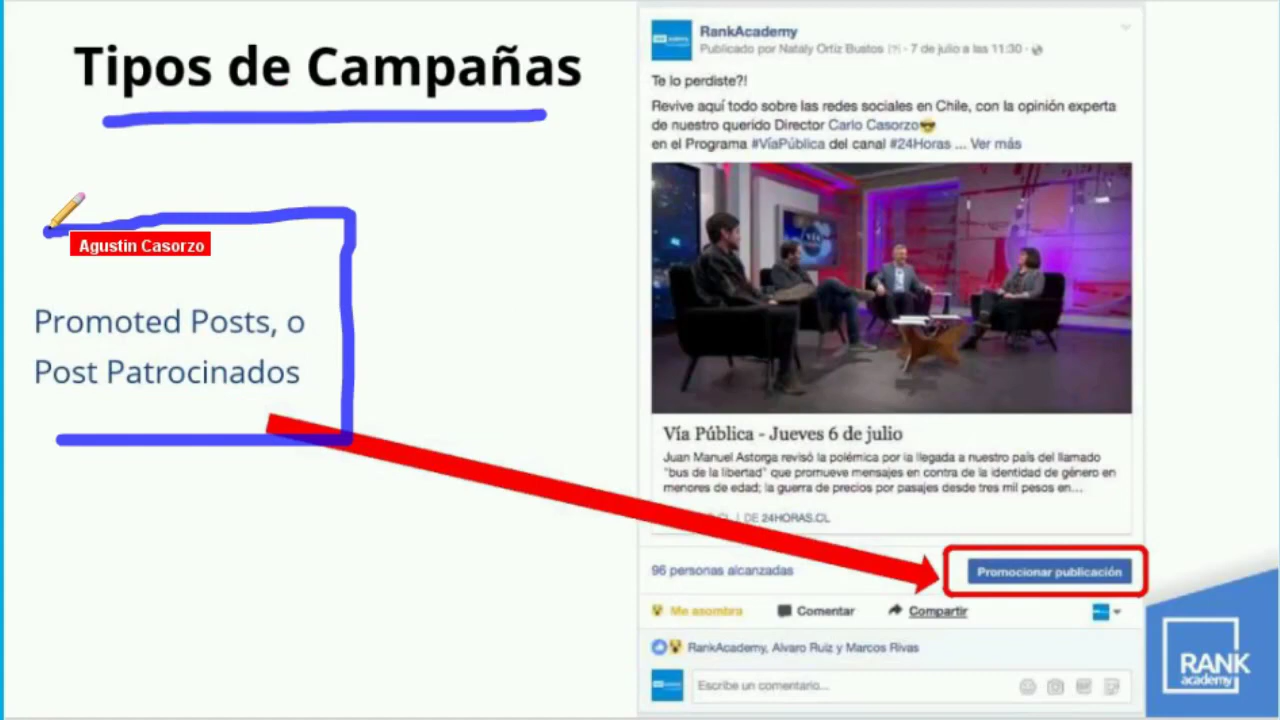 Tipos de Campañas
Agustin Casorzo
Promoted Posts, o
Post Patrocinados
RankAcademy
Publicado por Nataly Ortiz Bustos [?] · 7 de julio a las 11:30 ·
Te lo perdiste?!
Revive aquí todo sobre las redes sociales en Chile, con la opinión experta
de nuestro querido Director Carlo Casorzo😎
en el Programa #VíaPública del canal #24Horas ... Ver más
Vía Pública - Jueves 6 de julio
Juan Manuel Astorga revisó la polémica por la llegada a nuestro país del llamado
"bus de la libertad" que promueve mensajes en contra de la identidad de género en
menores de edad; la guerra de precios por pasajes desde tres mil pesos en...
DE 24HORAS.CL
96 personas alcanzadas
Promocionar publicación
Me asombra Comentar Compartir
RankAcademy, Alvaro Ruiz y Marcos Rivas
Escribe un comentario...
RANK
academy